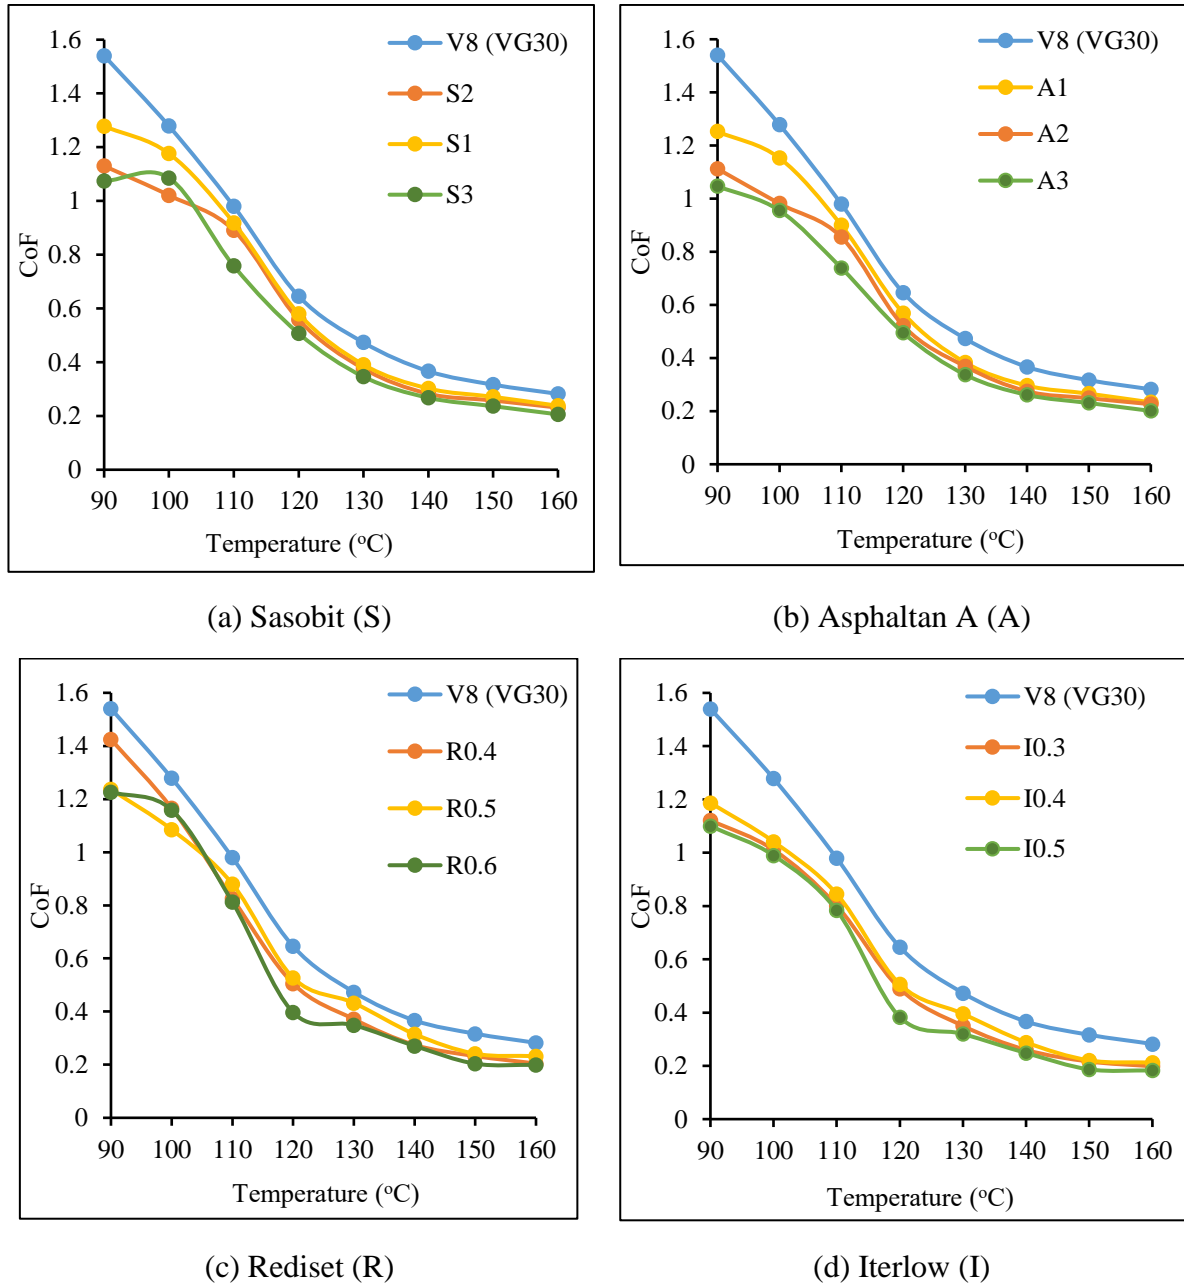 1.6
1.4
1.2
1
0.8
0.6
0.4
0.2
0
CoF
V8 (VG30)
S2
S1
S3
90 100 110 120 130 140 150 160
Temperature (°C)
(a) Sasobit (S)
1.6
1.4
1.2
1
0.8
0.6
0.4
0.2
0
CoF
V8 (VG30)
A1
A2
A3
90 100 110 120 130 140 150 160
Temperature (°C)
(b) Asphaltan A (A)
1.6
1.4
1.2
1
0.8
0.6
0.4
0.2
0
CoF
V8 (VG30)
R0.4
R0.5
R0.6
90 100 110 120 130 140 150 160
Temperature (°C)
(c) Rediset (R)
1.6
1.4
1.2
1
0.8
0.6
0.4
0.2
0
CoF
V8 (VG30)
I0.3
I0.4
I0.5
90 100 110 120 130 140 150 160
Temperature (°C)
(d) Iterlow (I)